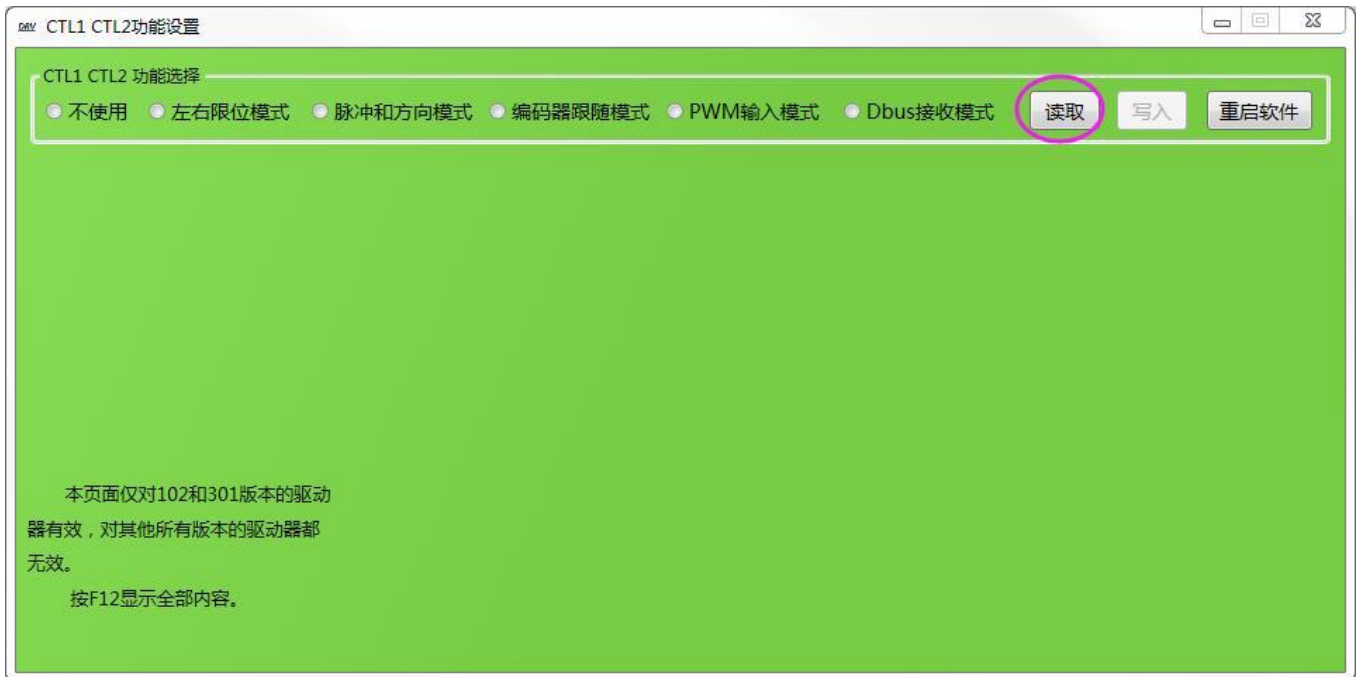 DRV CTL1 CTL2功能设置
CTL1 CTL2 功能选择
不使用 左右限位模式 脉冲和方向模式 编码器跟随模式 PWM输入模式 Dbus接收模式 读取 写入 重启软件
本页面仅对102和301版本的驱动
器有效，对其他所有版本的驱动器都
无效。
按F12显示全部内容。